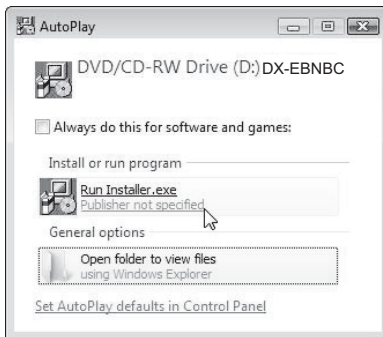 AutoPlay
DVD/CD-RW Drive (D:) DX-EBNBC
Always do this for software and games:
Install or run program
Run Installer.exe
Publisher not specified
General options
Open folder to view files
using Windows Explorer
Set AutoPlay defaults in Control Panel